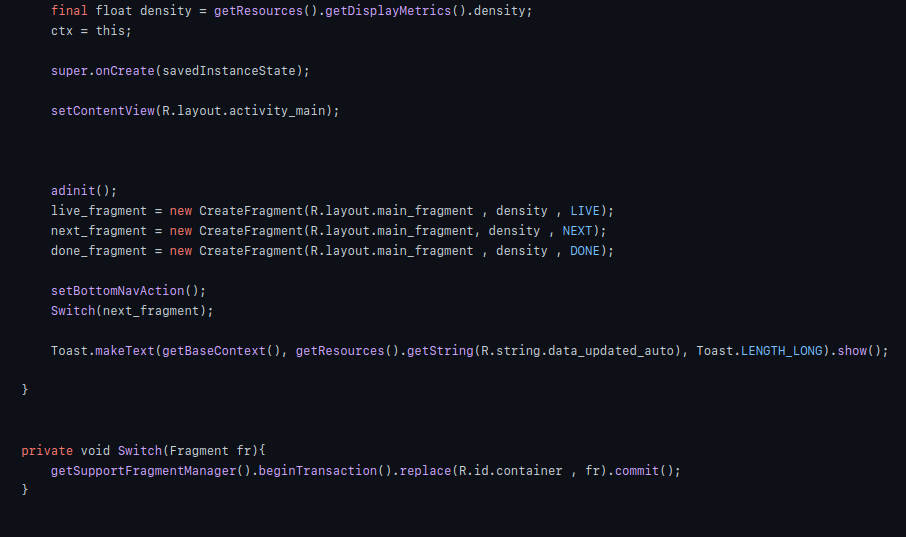 final float density = getResources().getDisplayMetrics().density;
ctx = this;
super.onCreate(savedInstanceState);
setContentView(R.layout.activity_main);
adinit();
live_fragment = new CreateFragment(R.layout.main_fragment , density , LIVE);
next_fragment = new CreateFragment(R.layout.main_fragment, density , NEXT);
done_fragment = new CreateFragment(R.layout.main_fragment , density , DONE);
setBottomNavAction();
Switch(next_fragment);
Toast.makeText(getBaseContext(), getResources().getString(R.string.data_updated_auto), Toast.LENGTH_LONG).show();
}
private void Switch(Fragment fr){
getSupportFragmentManager().beginTransaction().replace(R.id.container , fr).commit();
}